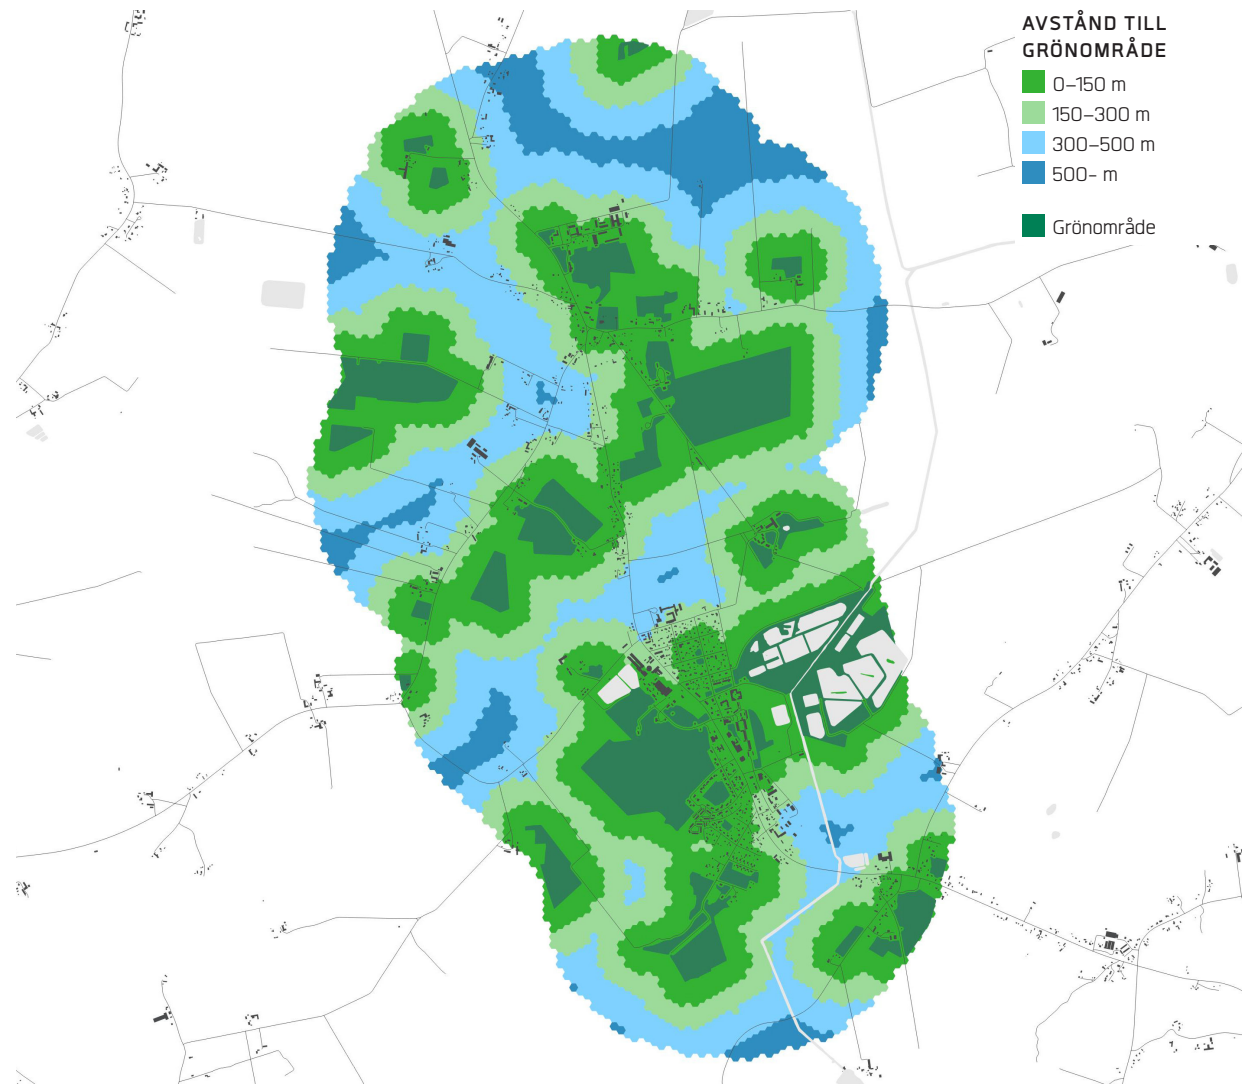 AVSTÅND TILL
GRÖNOMRÅDE
0–150 m
150–300 m
300–500 m
500- m
Grönområde